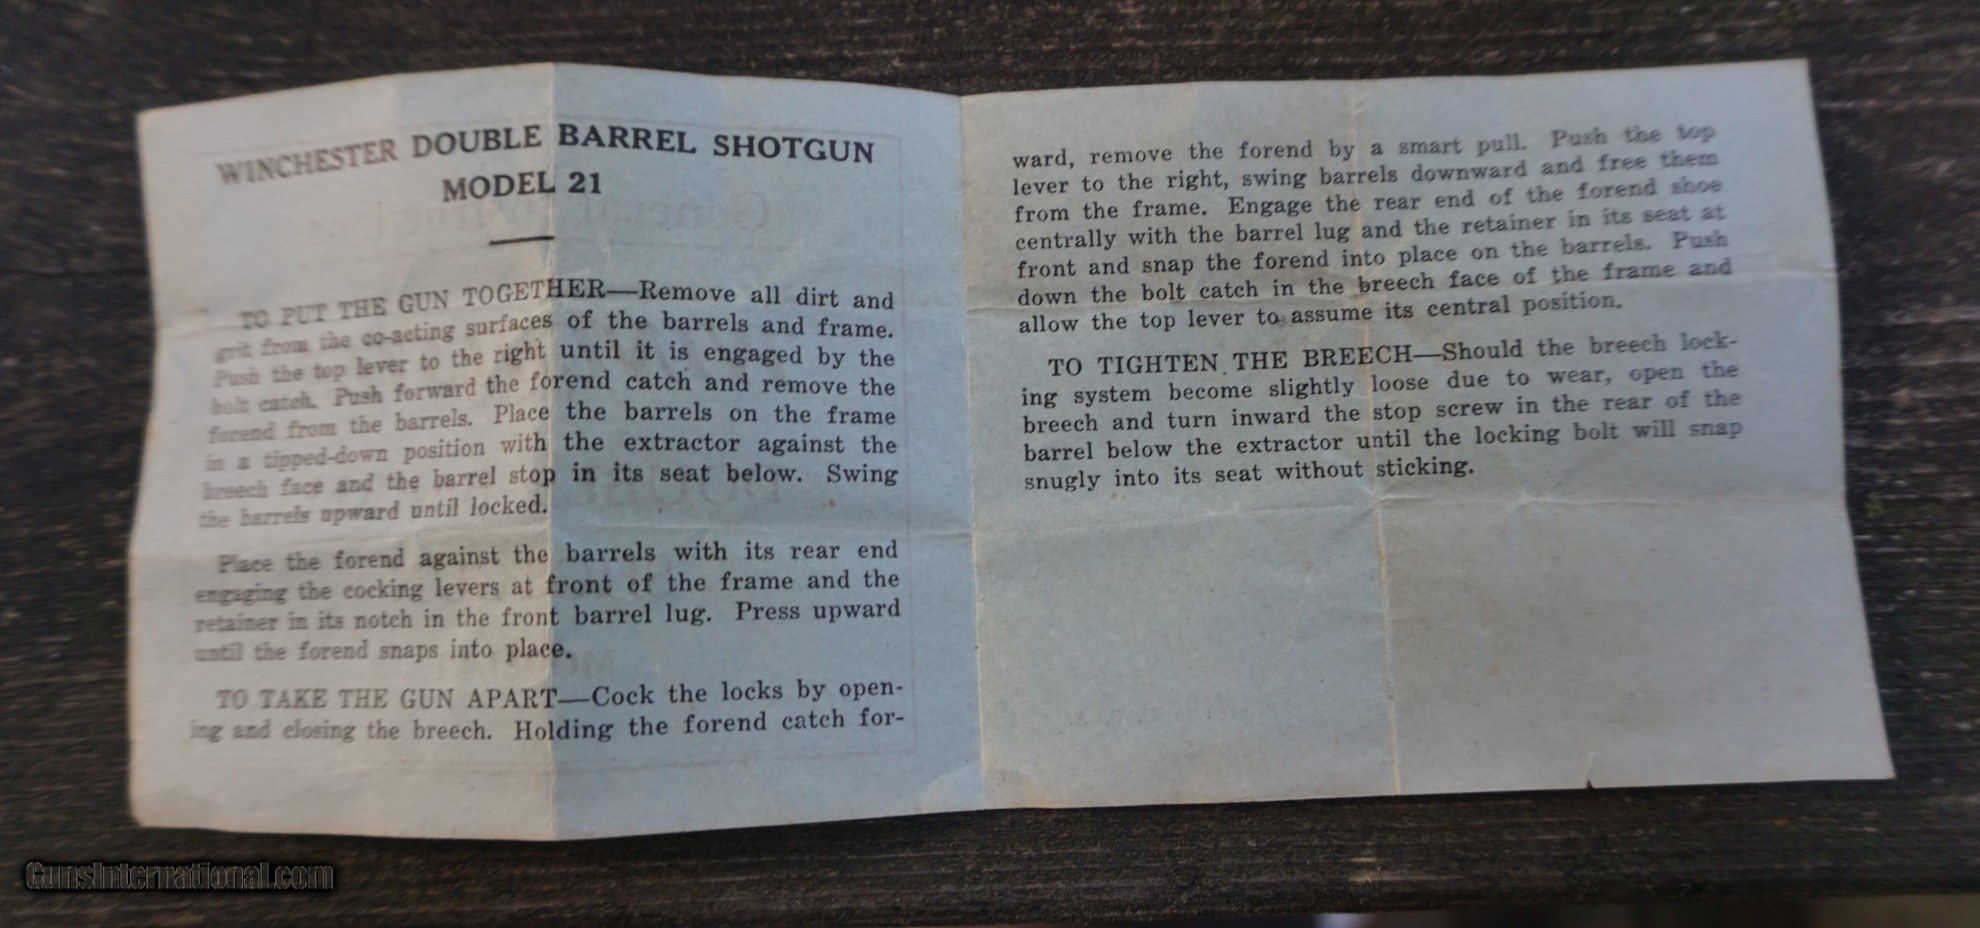 WINCHESTER DOUBLE BARREL SHOTGUN
MODEL 21
TO PUT THE GUN TOGETHER—Remove all dirt and
grit from the co-acting surfaces of the barrels and frame.
Push the top lever to the right until it is engaged by the
bolt catch. Push forward the forend catch and remove the
forend from the barrels. Place the barrels on the frame
in a tipped-down position with the extractor against the
breech face and the barrel stop in its seat below. Swing
the barrels upward until locked.
Place the forend against the barrels with its rear end
engaging the cocking levers at front of the frame and the
retainer in its notch in the front barrel lug. Press upward
until the forend snaps into place.
TO TAKE THE GUN APART—Cock the locks by open-
ing and closing the breech. Holding the forend catch for-
ward, remove the forend by a smart pull. Push the top
lever to the right, swing barrels downward and free them
from the frame. Engage the rear end of the forend shoe
centrally with the barrel lug and the retainer in its seat at
front and snap the forend into place on the barrels. Push
down the bolt catch in the breech face of the frame and
allow the top lever to assume its central position.
TO TIGHTEN THE BREECH—Should the breech lock-
ing system become slightly loose due to wear, open the
breech and turn inward the stop screw in the rear of the
barrel below the extractor until the locking bolt will snap
snugly into its seat without sticking.
GunsInternational.com